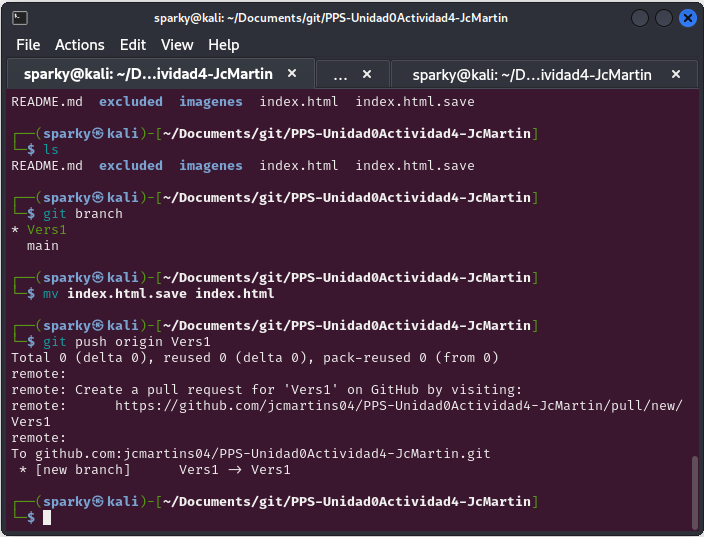 sparky@kali: ~/Documents/git/PPS-Unidad0Actividad4-JcMartin
File Actions Edit View Help
sparky@kali: ~/D...ividad4-JcMartin × ... × sparky@kali: ~/D...ividad4-JcMartin ×
README.md excluded imagenes index.html index.html.save
┌──(sparky㉿kali)-[~/Documents/git/PPS-Unidad0Actividad4-JcMartin]
└─$ ls
README.md excluded imagenes index.html index.html.save
┌──(sparky㉿kali)-[~/Documents/git/PPS-Unidad0Actividad4-JcMartin]
└─$ git branch
* Vers1
  main
┌──(sparky㉿kali)-[~/Documents/git/PPS-Unidad0Actividad4-JcMartin]
└─$ mv index.html.save index.html
┌──(sparky㉿kali)-[~/Documents/git/PPS-Unidad0Actividad4-JcMartin]
└─$ git push origin Vers1
Total 0 (delta 0), reused 0 (delta 0), pack-reused 0 (from 0)
remote:
remote: Create a pull request for 'Vers1' on GitHub by visiting:
remote:      https://github.com/jcmartins04/PPS-Unidad0Actividad4-JcMartin/pull/new/
Vers1
remote:
To github.com:jcmartins04/PPS-Unidad0Actividad4-JcMartin.git
 * [new branch]      Vers1 -> Vers1
┌──(sparky㉿kali)-[~/Documents/git/PPS-Unidad0Actividad4-JcMartin]
└─$